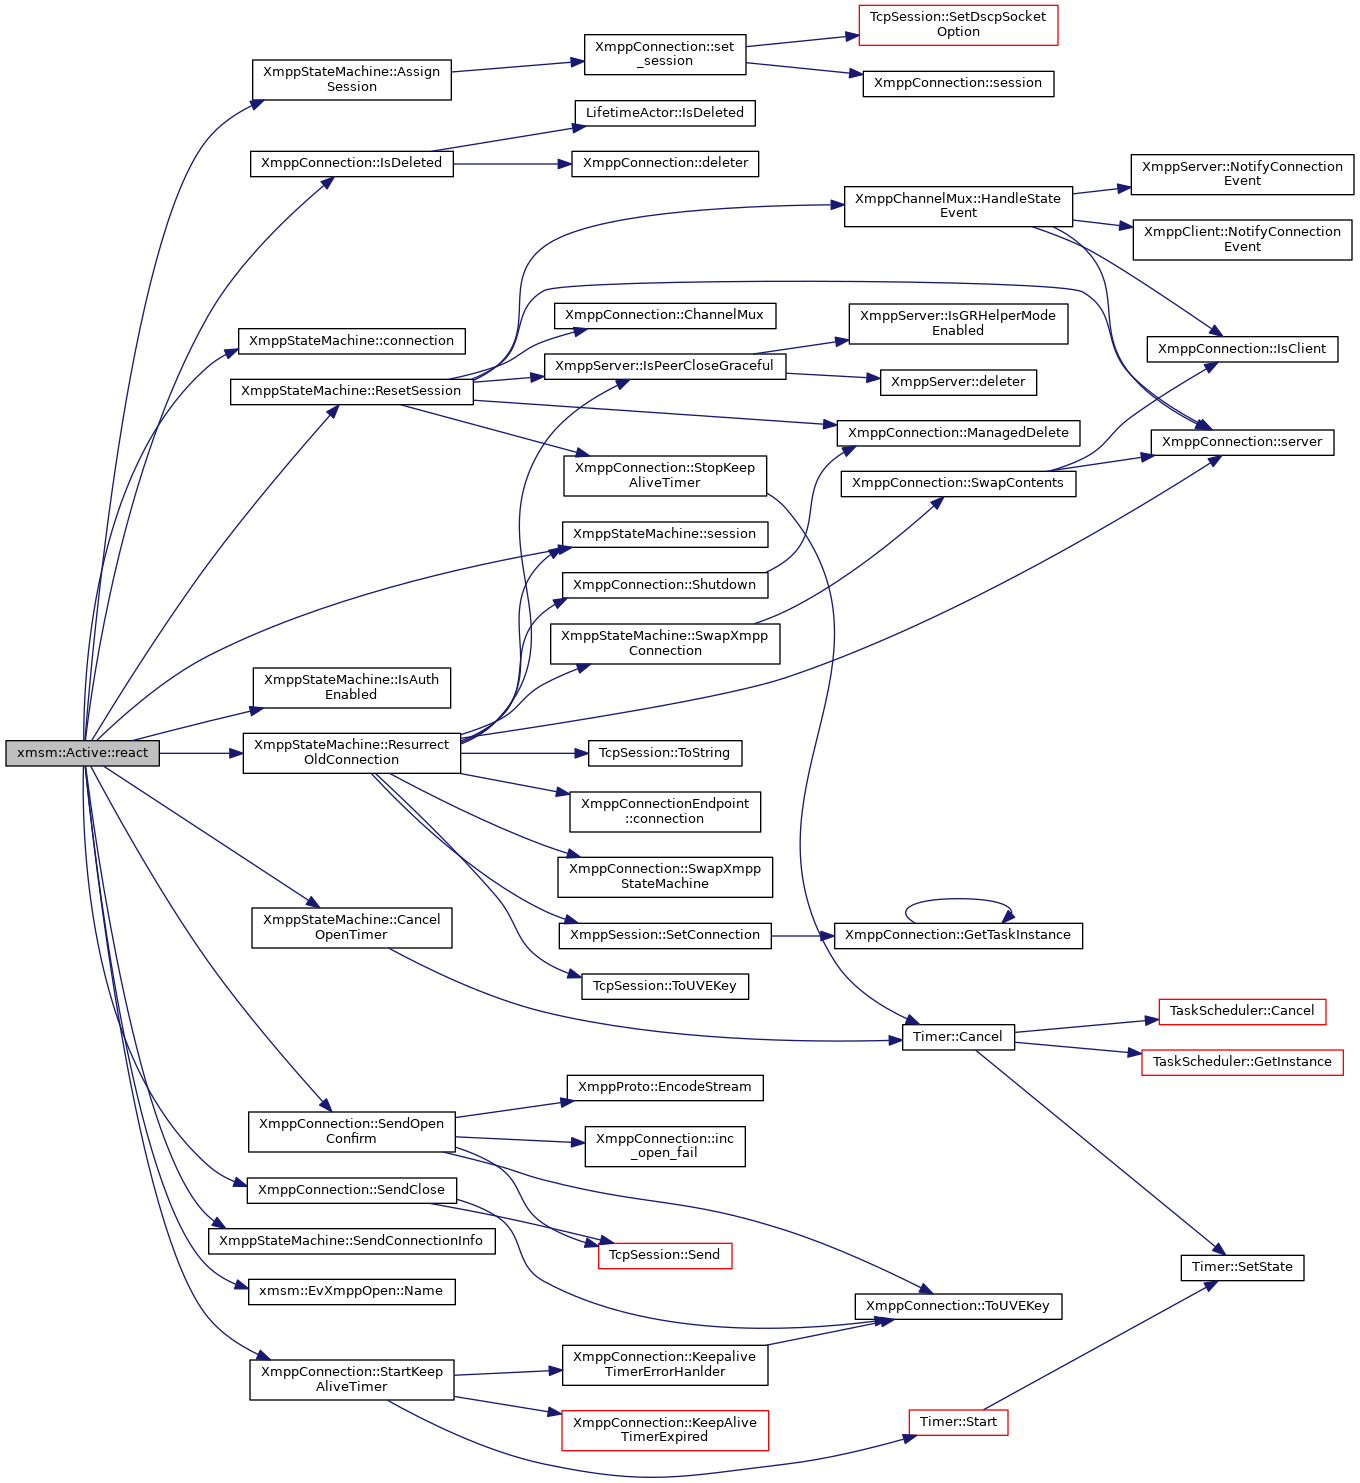 xmsm::Active::react
XmppStateMachine::Assign
Session
XmppConnection::set
_session
TcpSession::SetDscpSocket
Option
XmppConnection::session
XmppConnection::IsDeleted
LifetimeActor::IsDeleted
XmppConnection::deleter
XmppStateMachine::connection
XmppStateMachine::ResetSession
XmppChannelMux::HandleState
Event
XmppServer::NotifyConnection
Event
XmppClient::NotifyConnection
Event
XmppConnection::IsClient
XmppConnection::server
XmppConnection::ChannelMux
XmppServer::IsPeerCloseGraceful
XmppServer::IsGRHelperMode
Enabled
XmppServer::deleter
XmppConnection::ManagedDelete
XmppConnection::StopKeep
AliveTimer
XmppConnection::SwapContents
XmppStateMachine::session
XmppConnection::Shutdown
XmppStateMachine::SwapXmpp
Connection
XmppStateMachine::IsAuth
Enabled
XmppStateMachine::Resurrect
OldConnection
TcpSession::ToString
XmppConnectionEndpoint
::connection
XmppConnection::SwapXmpp
StateMachine
XmppSession::SetConnection
XmppConnection::GetTaskInstance
TcpSession::ToUVEKey
XmppStateMachine::Cancel
OpenTimer
Timer::Cancel
TaskScheduler::Cancel
TaskScheduler::GetInstance
Timer::SetState
XmppConnection::SendOpen
Confirm
XmppProto::EncodeStream
XmppConnection::inc
_open_fail
XmppConnection::SendClose
TcpSession::Send
XmppStateMachine::SendConnectionInfo
xmsm::EvXmppOpen::Name
XmppConnection::ToUVEKey
XmppConnection::StartKeep
AliveTimer
XmppConnection::Keepalive
TimerErrorHanlder
XmppConnection::KeepAlive
TimerExpired
Timer::Start